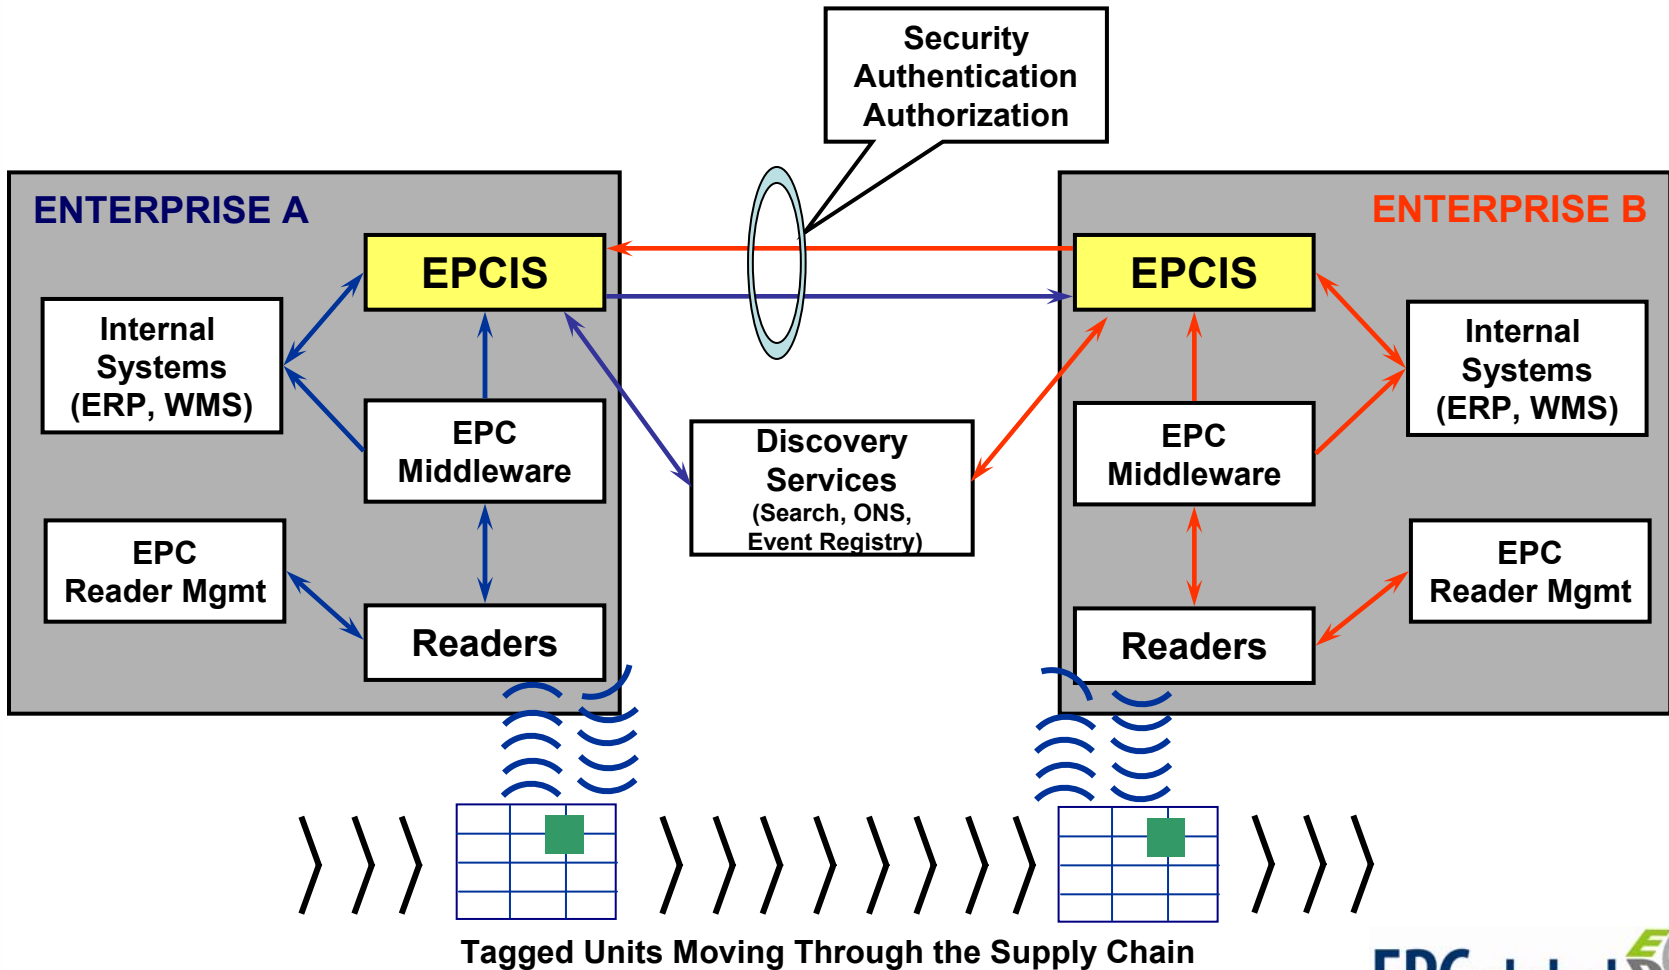 Security
Authentication
Authorization
ENTERPRISE A
EPCIS
Internal
Systems
(ERP, WMS)
EPC
Middleware
EPC
Reader Mgmt
Readers
Discovery
Services
(Search, ONS,
Event Registry)
ENTERPRISE B
EPCIS
Internal
Systems
(ERP, WMS)
EPC
Middleware
EPC
Reader Mgmt
Readers
Tagged Units Moving Through the Supply Chain